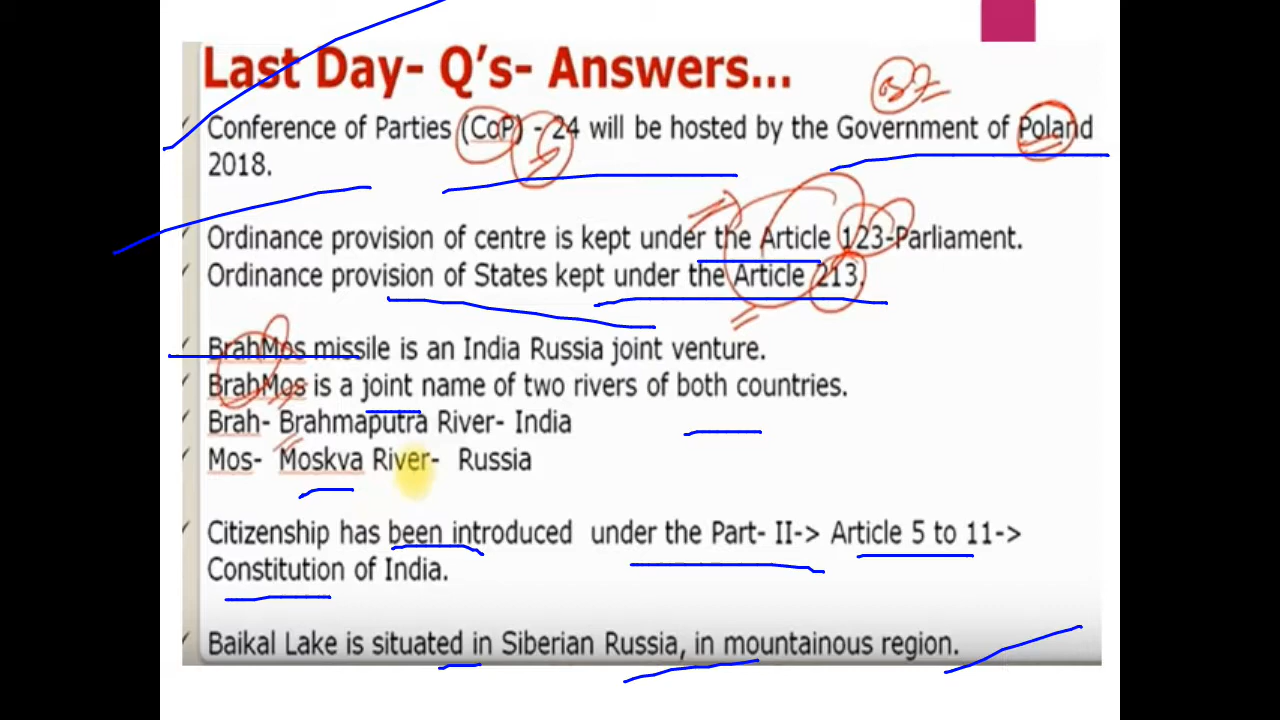 Last Day- Q's- Answers...
Conference of Parties (CoP) - 24 will be hosted by the Government of Poland
2018.
Ordinance provision of centre is kept under the Article 123-Parliament.
Ordinance provision of States kept under the Article 213.
BrahMos missile is an India Russia joint venture.
BrahMos is a joint name of two rivers of both countries.
Brah- Brahmaputra River- India
Mos- Moskva River- Russia
Citizenship has been introduced under the Part- II-> Article 5 to 11->
Constitution of India.
Baikal Lake is situated in Siberian Russia, in mountainous region.